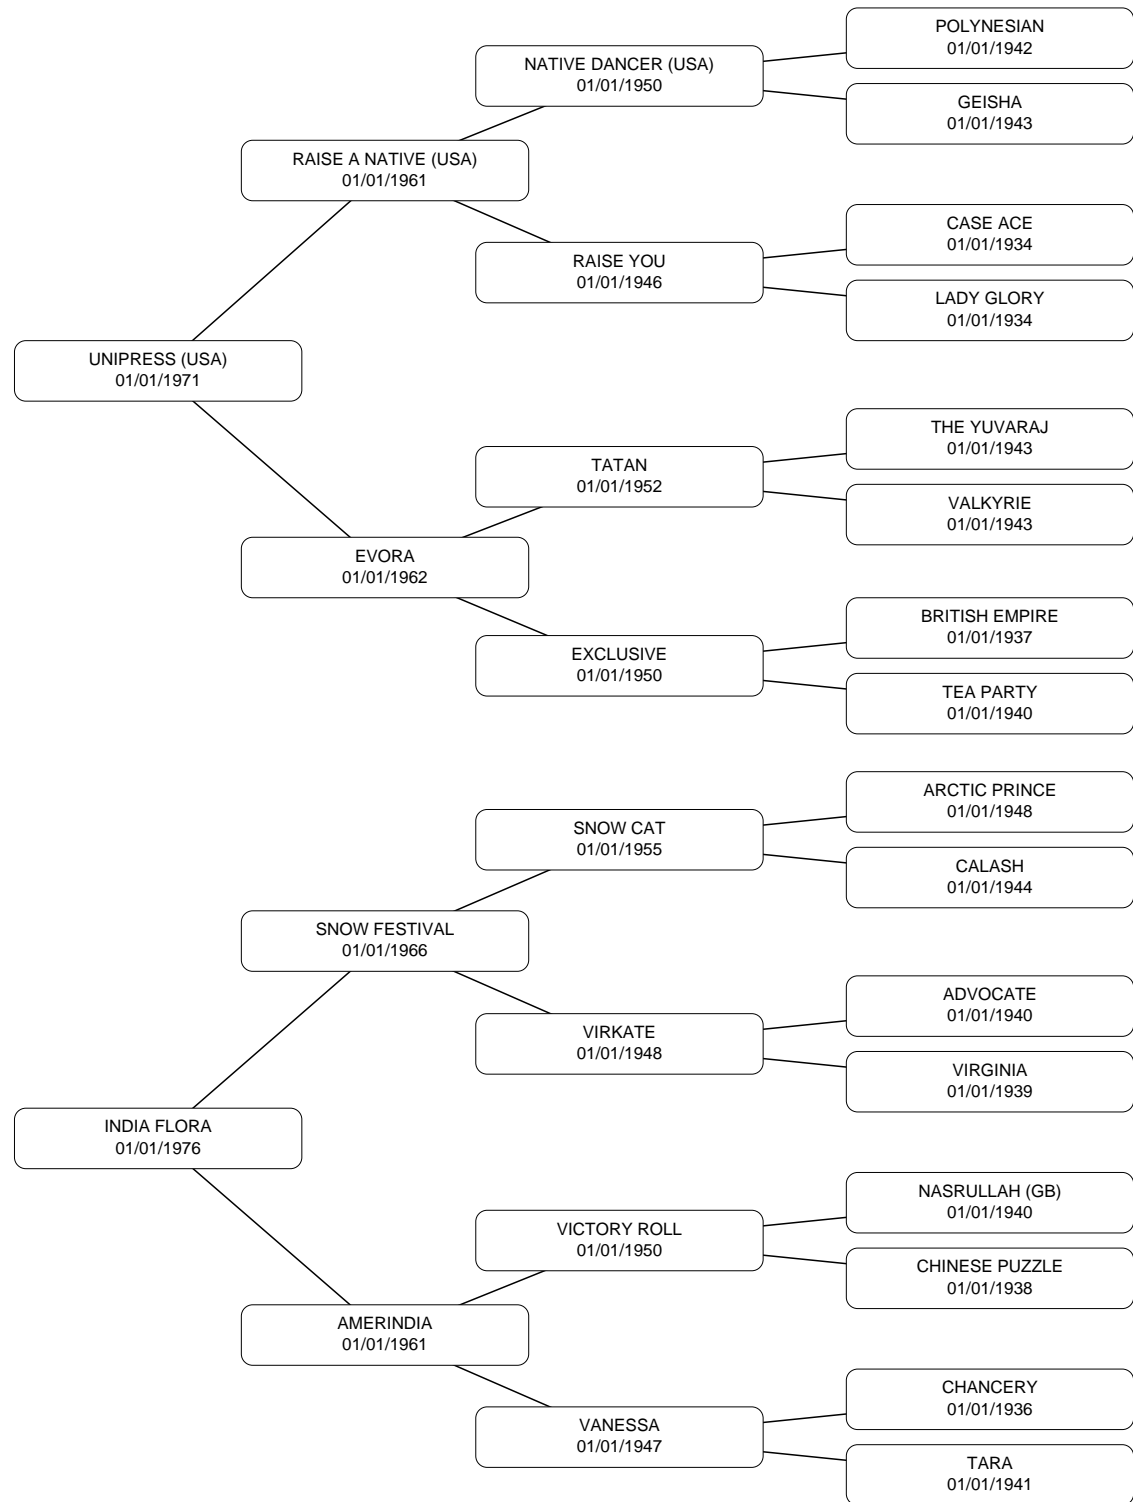 POLYNESIAN
01/01/1942
NATIVE DANCER (USA)
01/01/1950
GEISHA
01/01/1943
RAISE A NATIVE (USA)
01/01/1961
CASE ACE
01/01/1934
RAISE YOU
01/01/1946
LADY GLORY
01/01/1934
UNIPRESS (USA)
01/01/1971
THE YUVARAJ
01/01/1943
TATAN
01/01/1952
VALKYRIE
01/01/1943
EVORA
01/01/1962
BRITISH EMPIRE
01/01/1937
EXCLUSIVE
01/01/1950
TEA PARTY
01/01/1940
ARCTIC PRINCE
01/01/1948
SNOW CAT
01/01/1955
CALASH
01/01/1944
SNOW FESTIVAL
01/01/1966
ADVOCATE
01/01/1940
VIRKATE
01/01/1948
VIRGINIA
01/01/1939
INDIA FLORA
01/01/1976
NASRULLAH (GB)
01/01/1940
VICTORY ROLL
01/01/1950
CHINESE PUZZLE
01/01/1938
AMERINDIA
01/01/1961
CHANCERY
01/01/1936
VANESSA
01/01/1947
TARA
01/01/1941